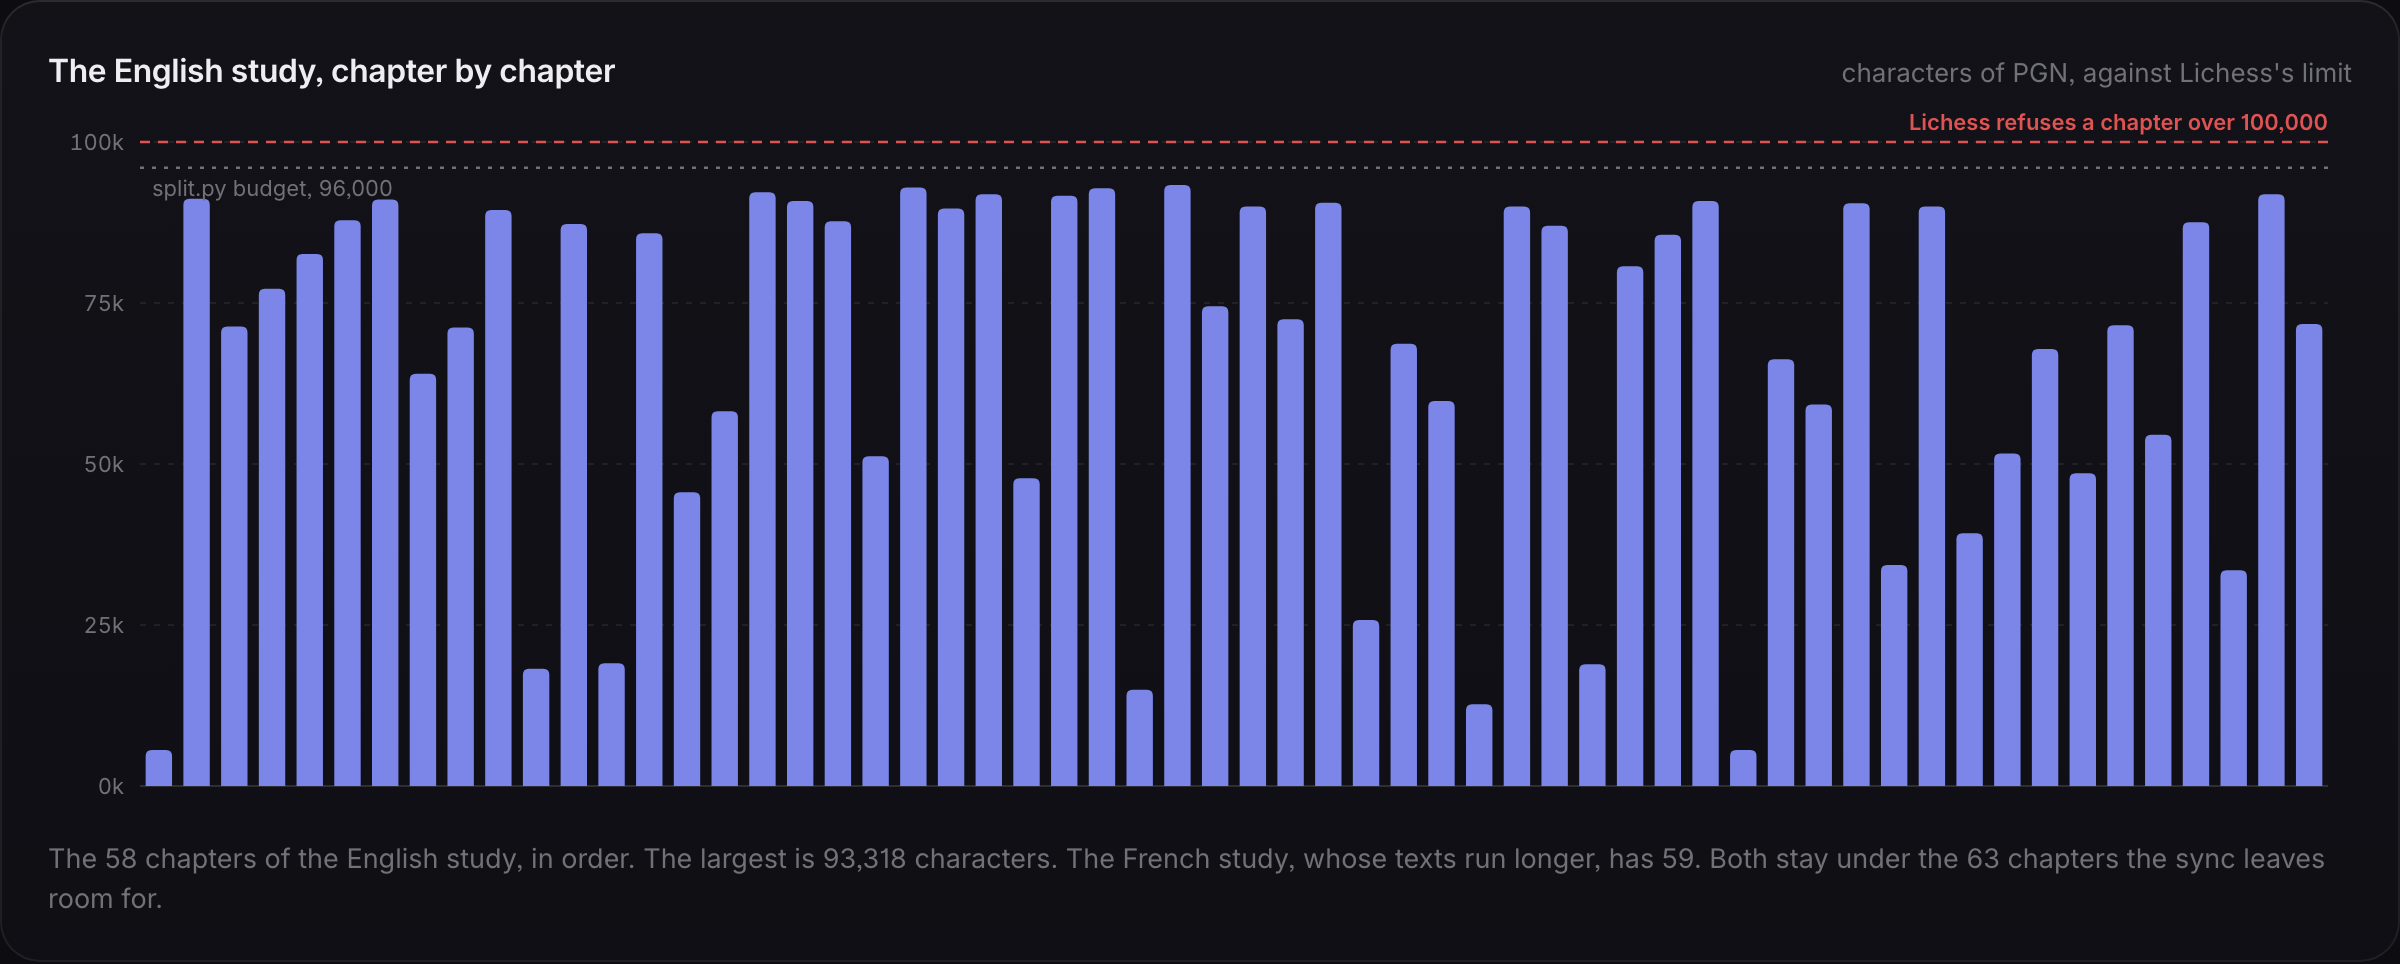 The English study, chapter by chapter
characters of PGN, against Lichess's limit
Lichess refuses a chapter over 100,000
100k
split.py budget, 96,000
75k
50k
25k
0k
The 58 chapters of the English study, in order. The largest is 93,318 characters. The French study, whose texts run longer, has 59. Both stay under the 63 chapters the sync leaves
room for.